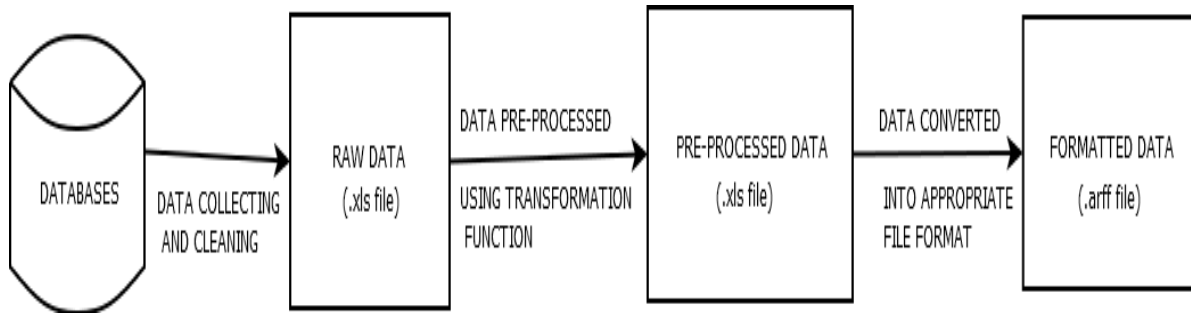 DATABASES
DATA COLLECTING
AND CLEANING
RAW DATA
(.xls file)
DATA PRE-PROCESSED
USING TRANSFORMATION
FUNCTION
PRE-PROCESSED DATA
(.xls file)
DATA CONVERTED
INTO APPROPRIATE
FILE FORMAT
FORMATTED DATA
(.arff file)